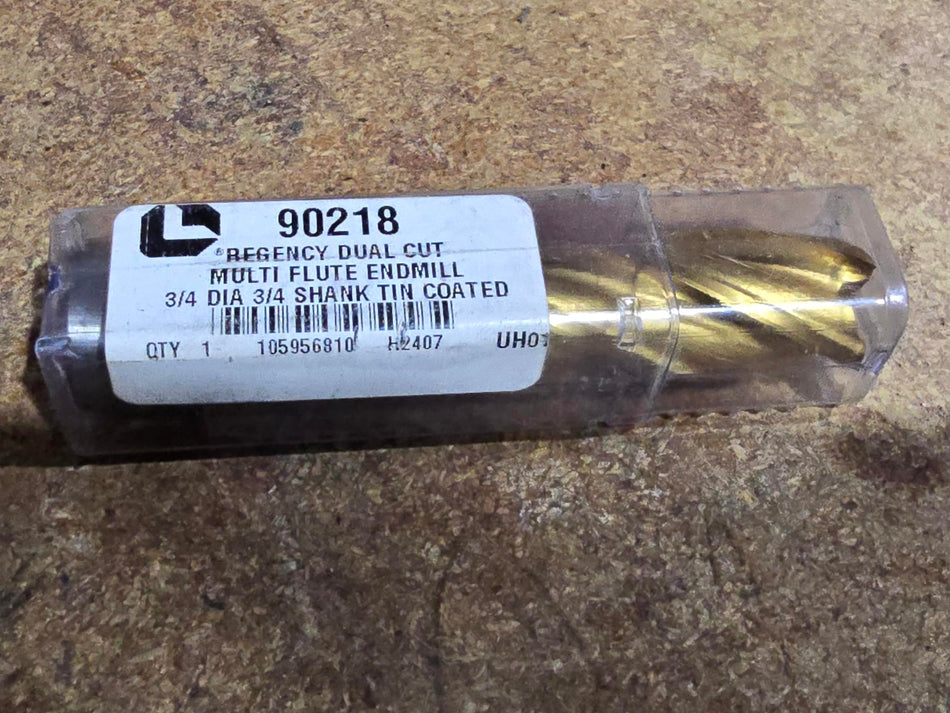 90218
®REGENCY DUAL CUT
MULTI FLUTE ENDMILL
3/4 DIA 3/4 SHANK TIN COATED
QTY 1 105956810 H2407